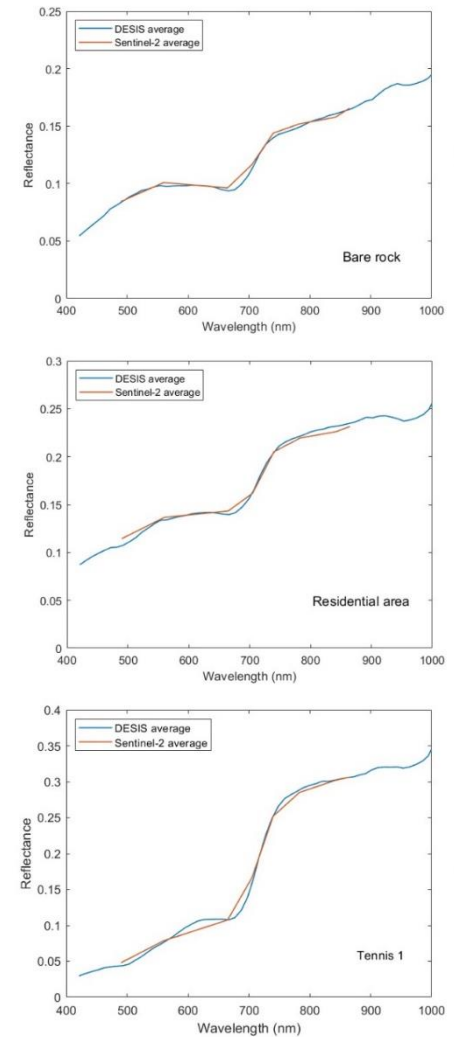 0.25
DESIS average
Sentinel-2 average
0.2
0.15
Reflectance
0.1
0.05
Bare rock
0
400 500 600 700 800 900 1000
Wavelength (nm)
0.3
DESIS average
Sentinel-2 average
0.25
0.2
Reflectance
0.15
0.1
0.05
Residential area
0
400 500 600 700 800 900 1000
Wavelength (nm)
0.4
DESIS average
Sentinel-2 average
0.35
0.3
0.25
Reflectance
0.2
0.15
0.1
0.05
Tennis 1
0
400 500 600 700 800 900 1000
Wavelength (nm)